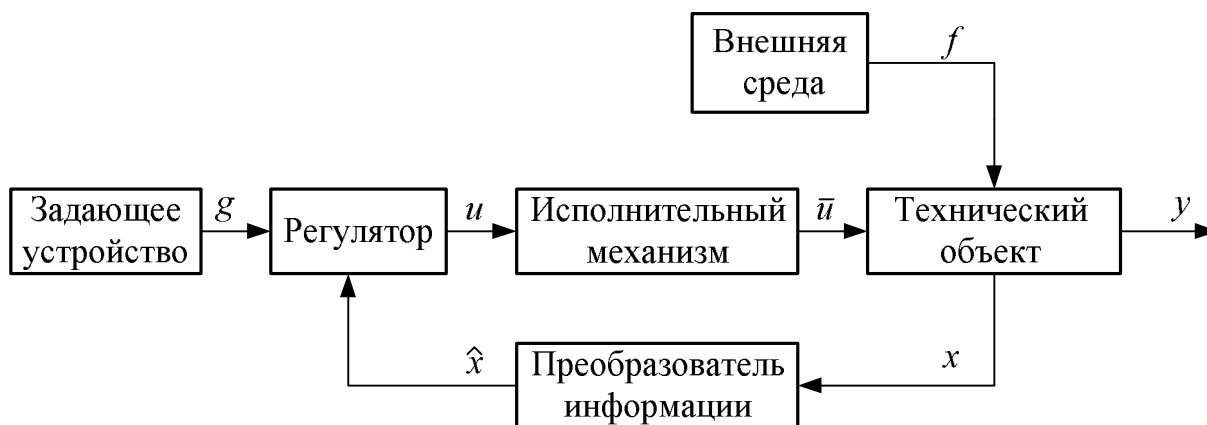 Внешняя
среда
f
Задающее
устройство
g
Регулятор
u
Исполнительный
механизм
ū
Технический
объект
y
x̂
Преобразователь
информации
x